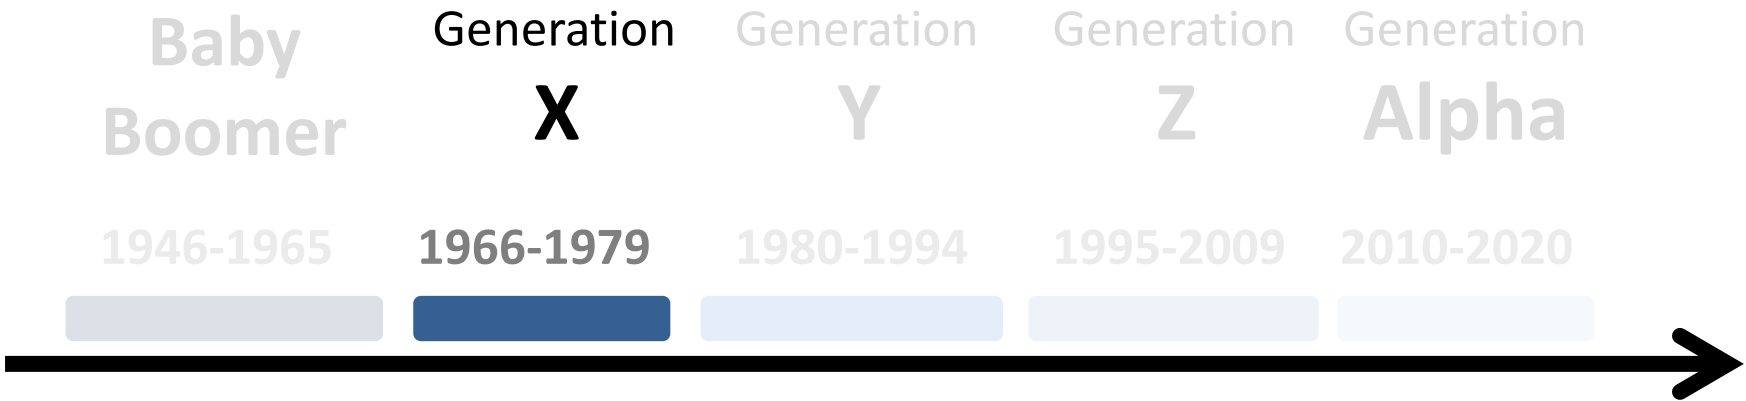 Baby
Boomer
1946-1965
Generation
X
1966-1979
Generation
Y
1980-1994
Generation
Z
1995-2009
Generation
Alpha
2010-2020